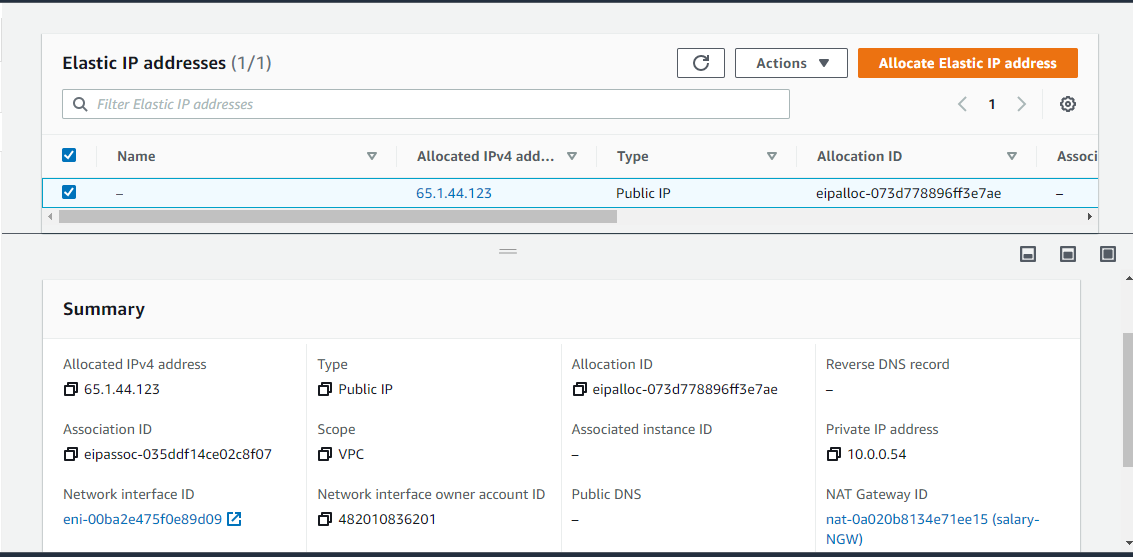 Elastic IP addresses (1/1)
Actions
Allocate Elastic IP address
Filter Elastic IP addresses
1
Name
Allocated IPv4 add...
Type
Allocation ID
Associ
–
65.1.44.123
Public IP
eipalloc-073d778896ff3e7ae
–
Summary
Allocated IPv4 address
65.1.44.123
Type
Public IP
Allocation ID
eipalloc-073d778896ff3e7ae
Reverse DNS record
–
Association ID
eipassoc-035ddf14ce02c8f07
Scope
VPC
Associated instance ID
–
Private IP address
10.0.0.54
Network interface ID
eni-00ba2e475f0e89d09
Network interface owner account ID
482010836201
Public DNS
–
NAT Gateway ID
nat-0a020b8134e71ee15 (salary-
NGW)